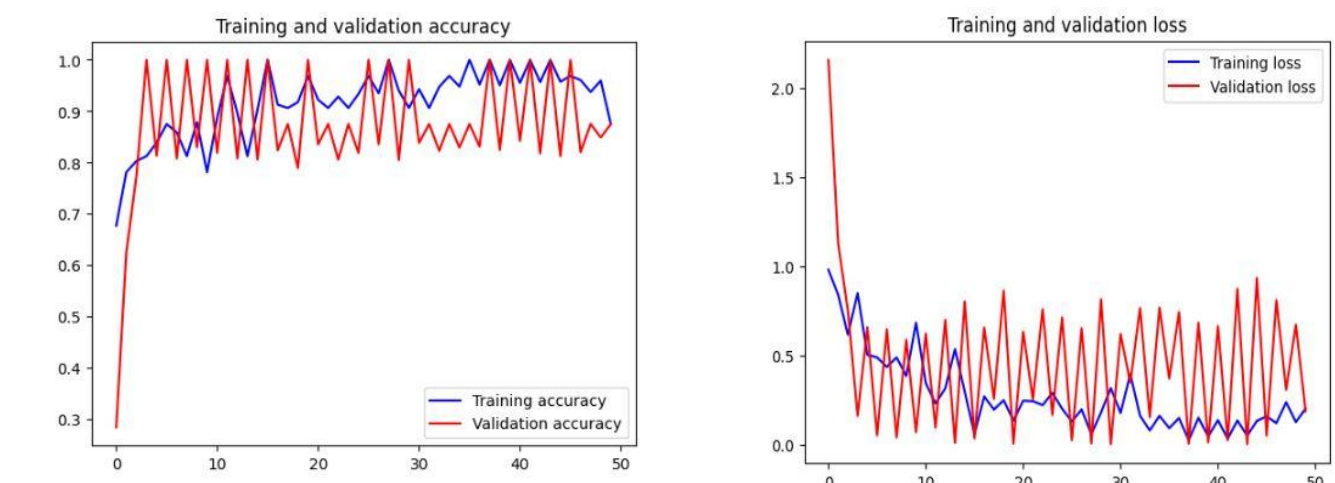 Training and validation accuracy
1.0
0.9
0.8
0.7
0.6
0.5
0.4
0.3
Training accuracy
Validation accuracy
0 10 20 30 40 50
Training and validation loss
Training loss
Validation loss
2.0
1.5
1.0
0.5
0.0
0 10 20 30 40 50